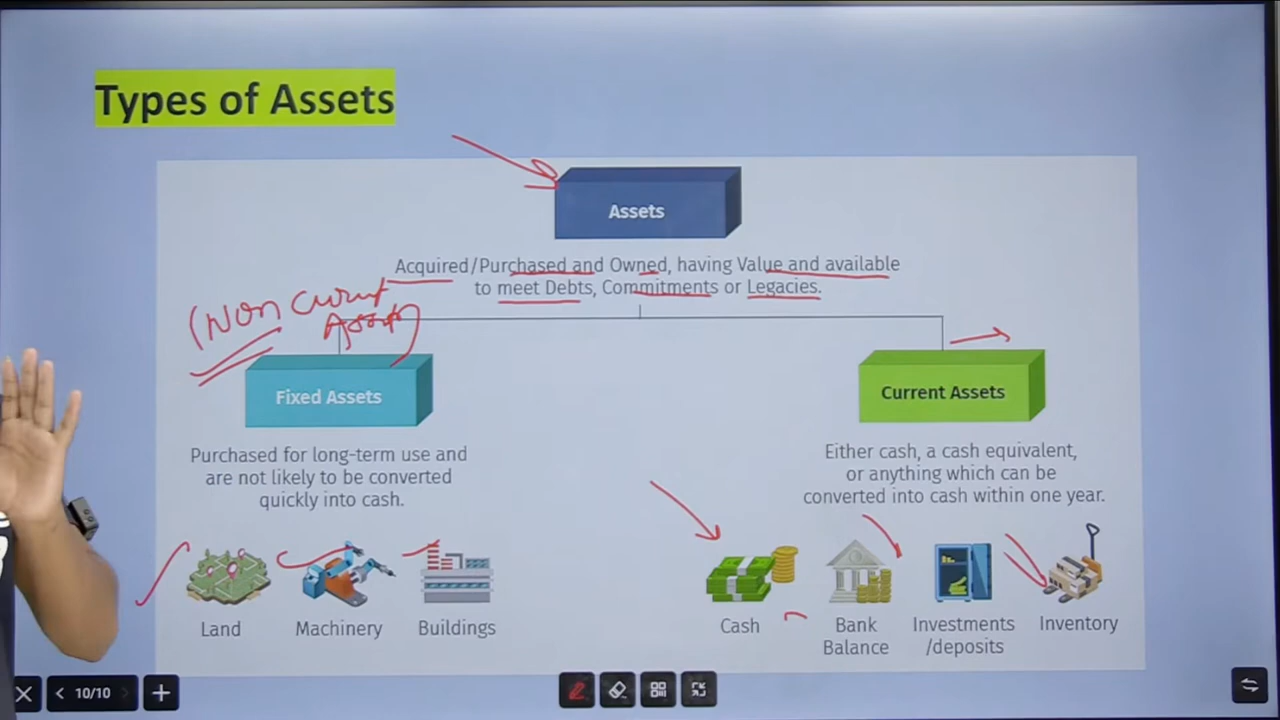 Types of Assets
Assets
Acquired/Purchased and Owned, having Value and available
to meet Debts, Commitments or Legacies.
(Non Current
Assets)
Fixed Assets
Purchased for long-term use and
are not likely to be converted
quickly into cash.
Land
Machinery
Buildings
Current Assets
Either cash, a cash equivalent,
or anything which can be
converted into cash within one year.
Cash
Bank
Balance
Investments
/deposits
Inventory
10/10